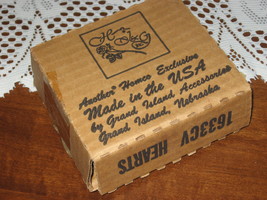 Another Homco Exclusive
Made in the USA
by Grand Island Accessories
Grand Island, Nebraska
1633CV HEARTS